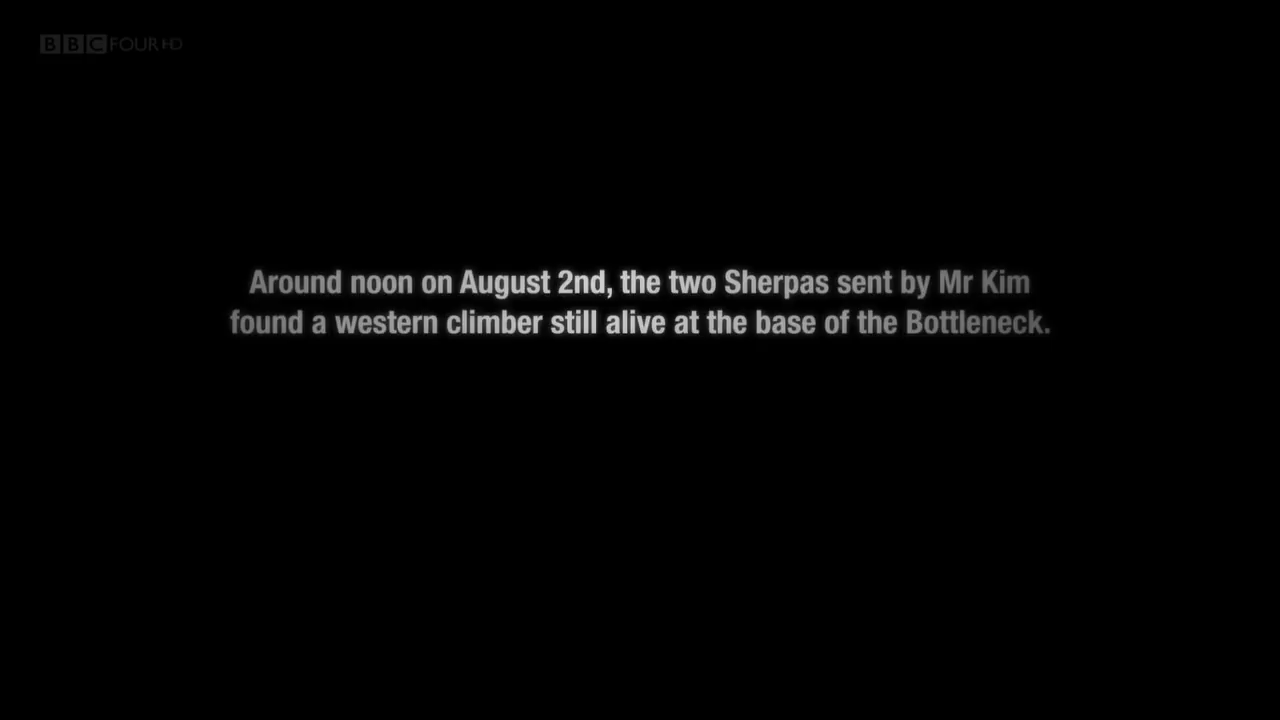 BBC FOUR HD
Around noon on August 2nd, the two Sherpas sent by Mr Kim
found a western climber still alive at the base of the Bottleneck.